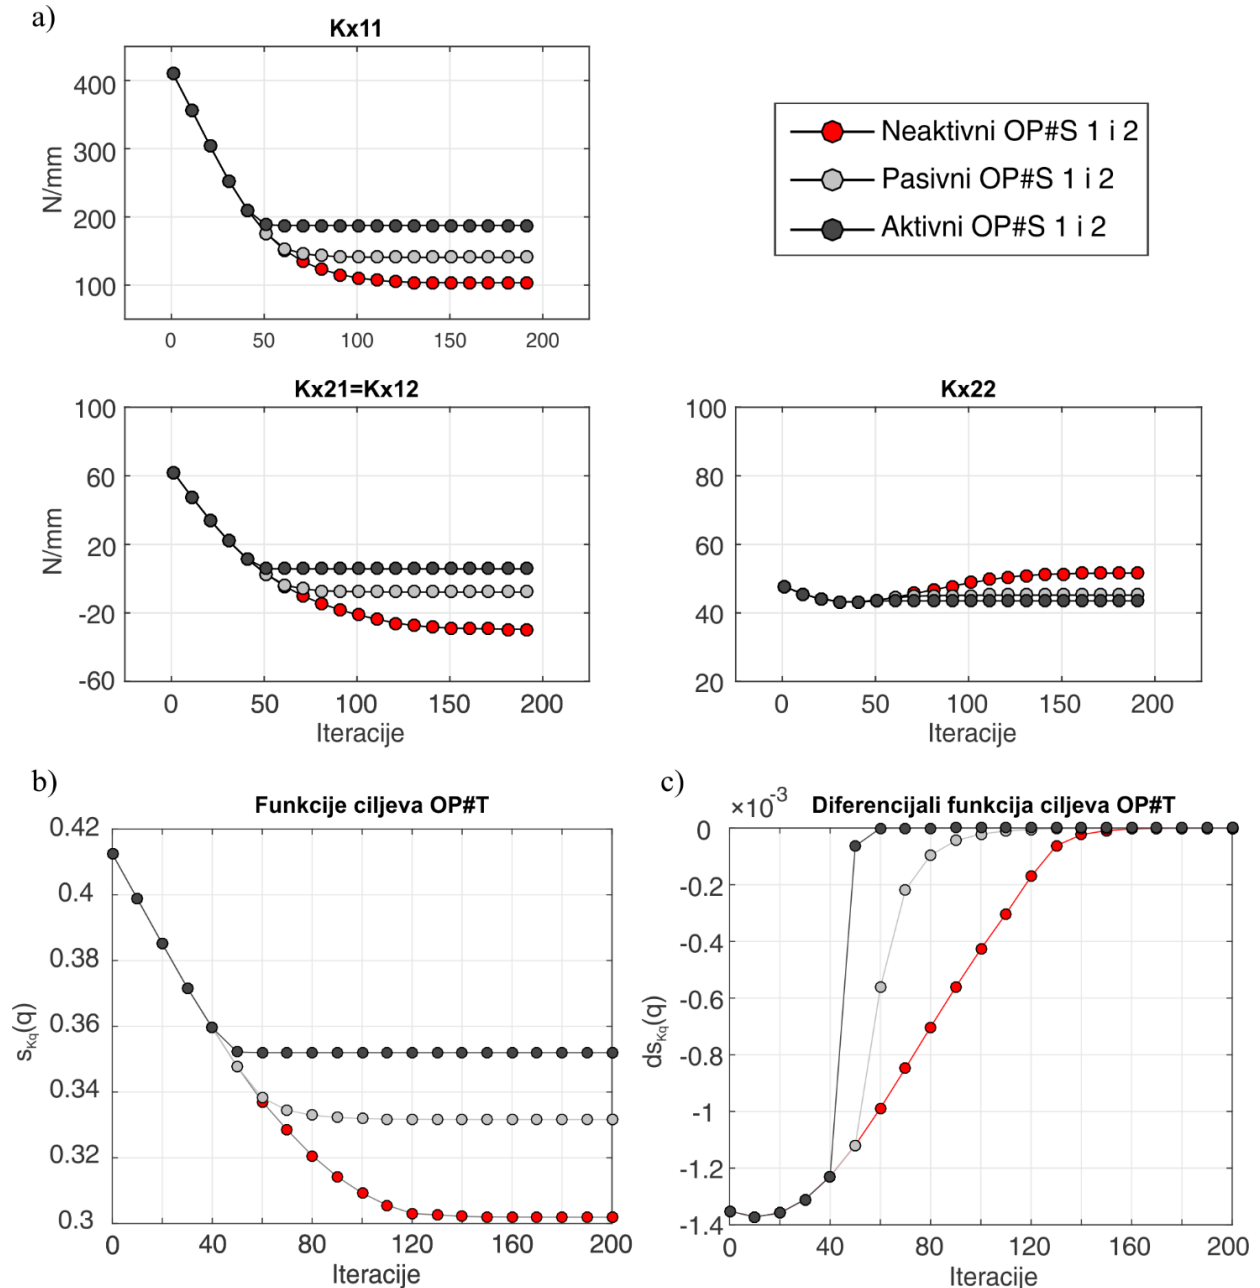 a)
Kx11
400
300
200
100
N/mm
0 50 100 150 200
Neaktivni OP#S 1 i 2
Pasivni OP#S 1 i 2
Aktivni OP#S 1 i 2
Kx21=Kx12
100
60
20
-20
-60
N/mm
0 50 100 150 200
Iteracije
Kx22
100
80
60
40
20
0 50 100 150 200
Iteracije
b)
Funkcije ciljeva OP#T
0.42
0.4
0.38
0.36
0.34
0.32
0.3
s_Kq(q)
0 40 80 120 160 200
Iteracije
c)
×10^-3
Diferencijali funkcija ciljeva OP#T
0
-0.2
-0.4
-0.6
-0.8
-1
-1.2
-1.4
ds_Kq(q)
0 40 80 120 160 200
Iteracije